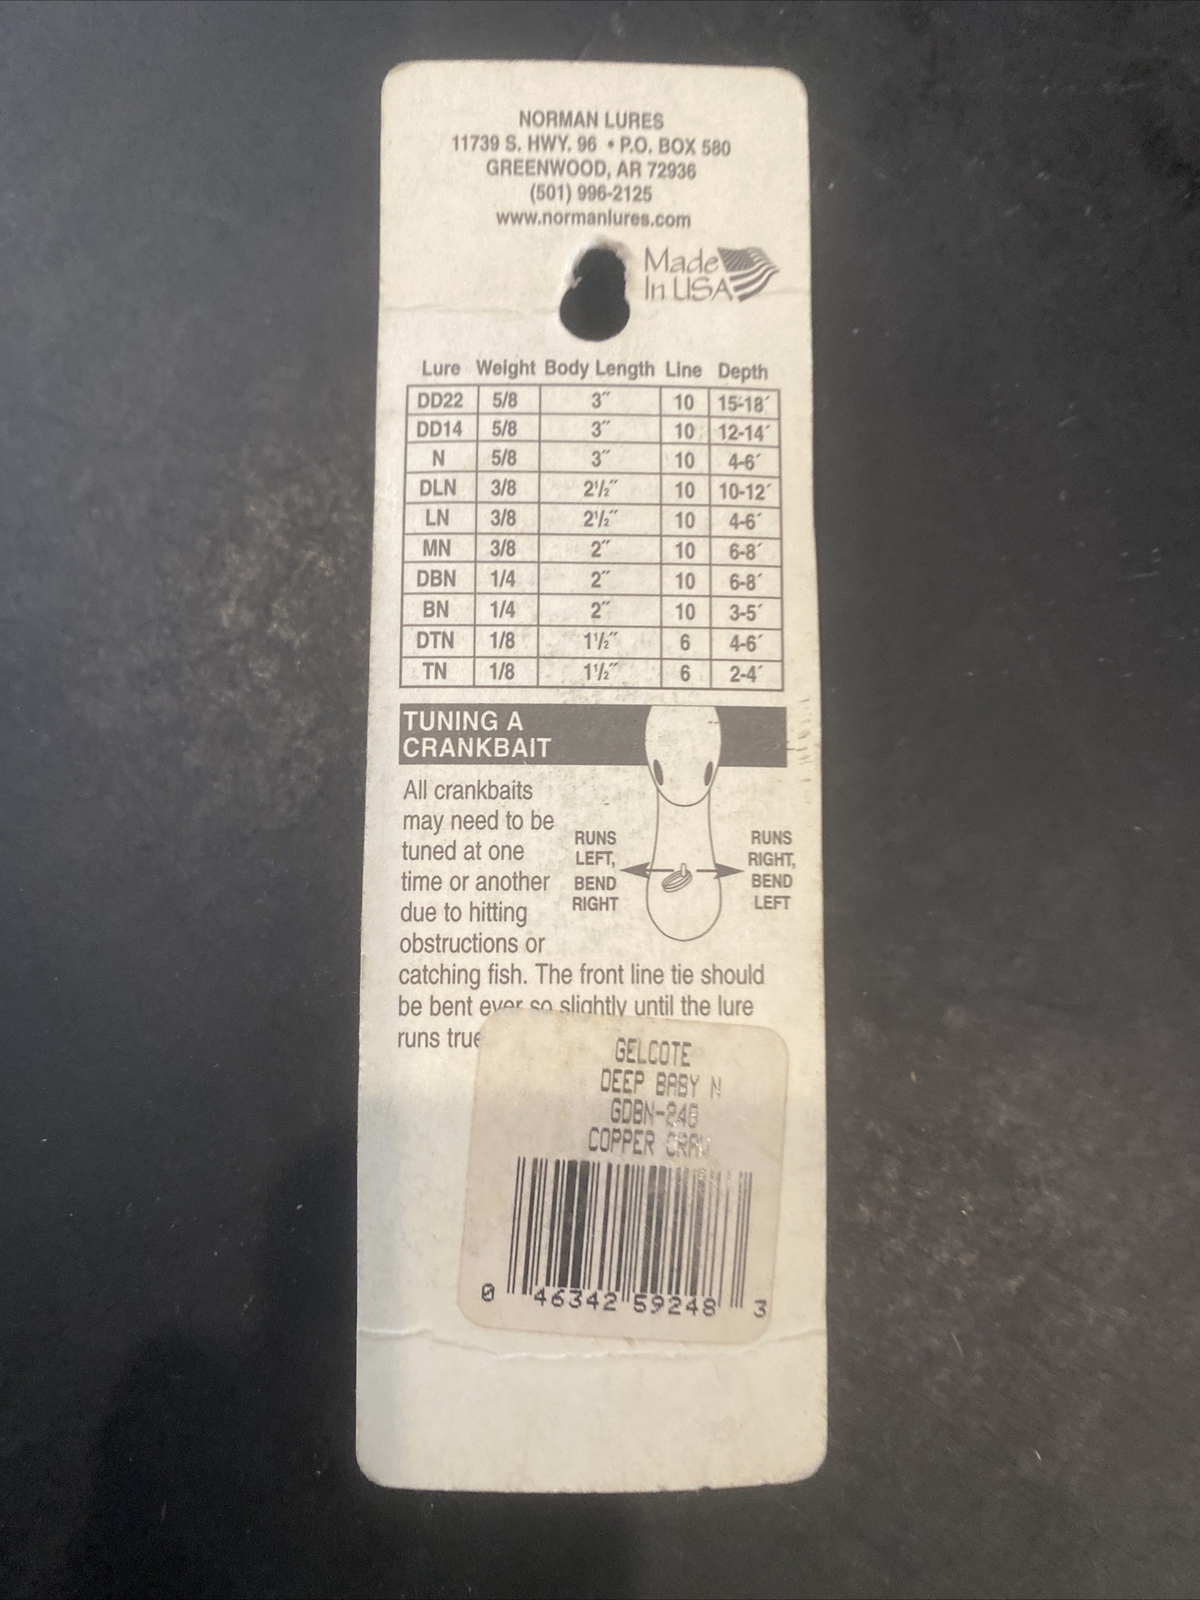 NORMAN LURES
11739 S. HWY. 96 • P.O. BOX 580
GREENWOOD, AR 72936
(501) 996-2125
www.normanlures.com
Made
In USA
Lure Weight Body Length Line Depth
DD22 5/8 3″ 10 15-18′
DD14 5/8 3″ 10 12-14′
N 5/8 3″ 10 4-6′
DLN 3/8 2½″ 10 10-12′
LN 3/8 2½″ 10 4-6′
MN 3/8 2″ 10 6-8′
DBN 1/4 2″ 10 6-8′
BN 1/4 2″ 10 3-5′
DTN 1/8 1½″ 6 4-6′
TN 1/8 1½″ 6 2-4′
TUNING A
CRANKBAIT
All crankbaits
may need to be
tuned at one
time or another
due to hitting
obstructions or
catching fish. The front line tie should
be bent ever so slightly until the lure
runs true
RUNS
LEFT,
BEND
RIGHT
RUNS
RIGHT,
BEND
LEFT
GELCOTE
DEEP BABY N
COPPER CRAW
0 46342 59248 3